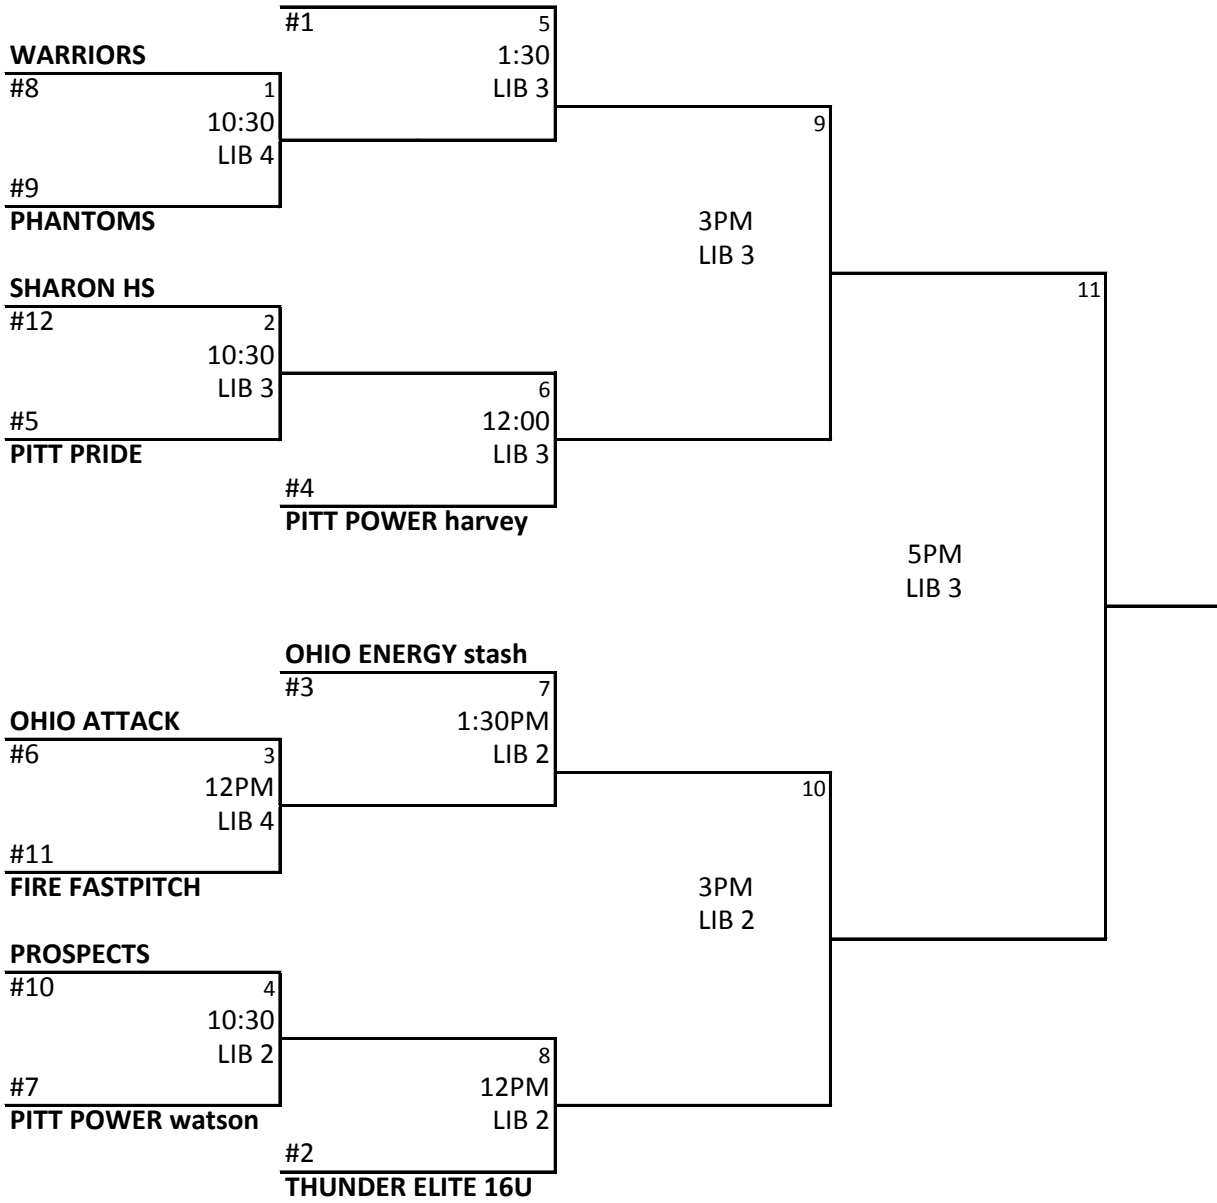 #1 5
1:30
LIB 3
WARRIORS
#8 1
10:30
LIB 4
#9
PHANTOMS
9
3PM
LIB 3
SHARON HS
#12 2
10:30
LIB 3
#5
PITT PRIDE
6
12:00
LIB 3
#4
PITT POWER harvey
11
5PM
LIB 3
OHIO ENERGY stash
#3 7
1:30PM
LIB 2
OHIO ATTACK
#6 3
12PM
LIB 4
#11
FIRE FASTPITCH
10
3PM
LIB 2
PROSPECTS
#10 4
10:30
LIB 2
#7
PITT POWER watson
8
12PM
LIB 2
#2
THUNDER ELITE 16U